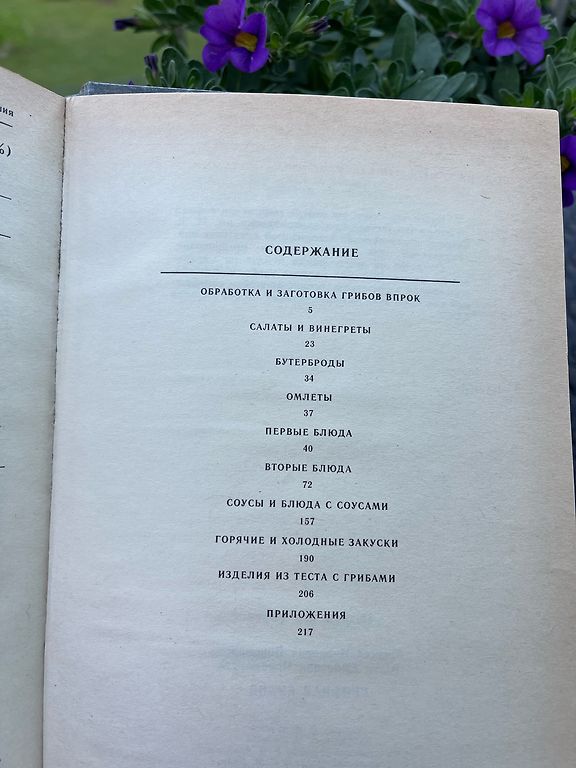 %)
СОДЕРЖАНИЕ
ОБРАБОТКА И ЗАГОТОВКА ГРИБОВ ВПРОК
5
САЛАТЫ И ВИНЕГРЕТЫ
23
БУТЕРБРОДЫ
34
ОМЛЕТЫ
37
ПЕРВЫЕ БЛЮДА
40
ВТОРЫЕ БЛЮДА
72
СОУСЫ И БЛЮДА С СОУСАМИ
157
ГОРЯЧИЕ И ХОЛОДНЫЕ ЗАКУСКИ
190
ИЗДЕЛИЯ ИЗ ТЕСТА С ГРИБАМИ
206
ПРИЛОЖЕНИЯ
217